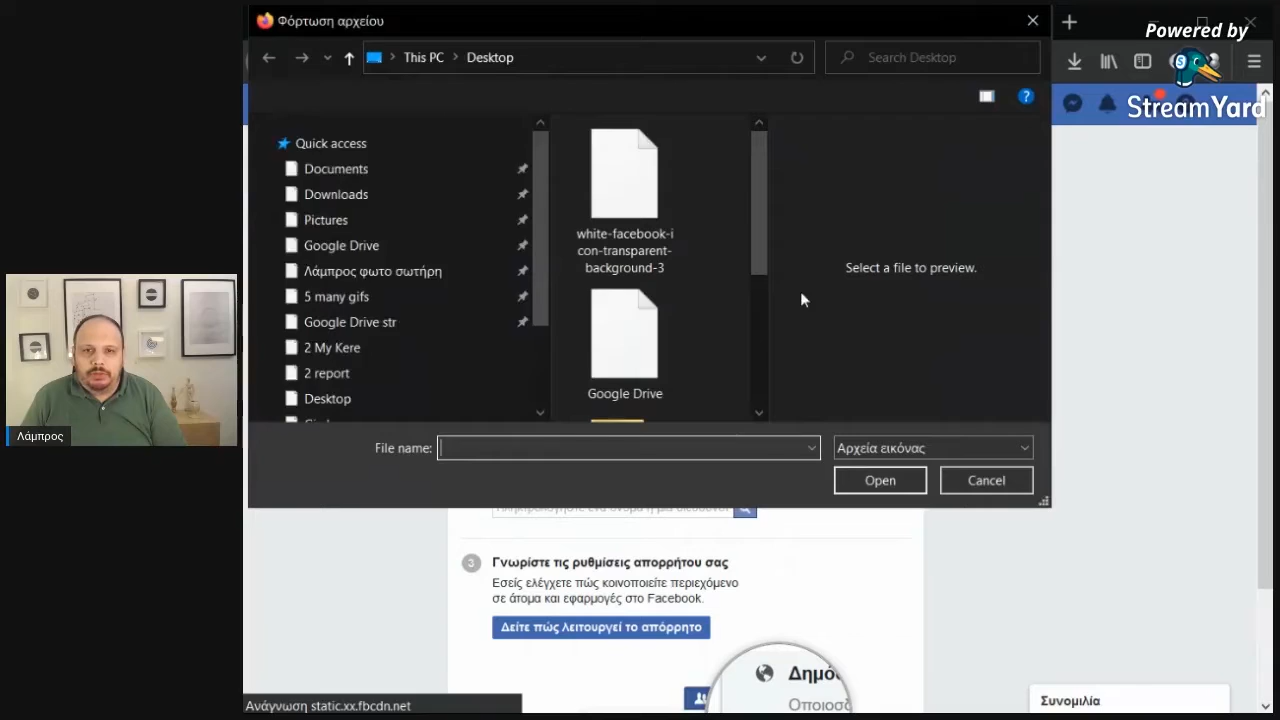 Φόρτωση αρχείου
Powered by
StreamYard
This PC
Desktop
Search Desktop
Quick access
Documents
Downloads
Pictures
Google Drive
Λάμπρος φωτο σωτήρη
5 many gifs
Google Drive str
2 My Kere
2 report
Desktop
white-facebook-i
con-transparent-
background-3
Google Drive
Select a file to preview.
File name:
Αρχεία εικόνας
Open
Cancel
Λάμπρος
3
Γνωρίστε τις ρυθμίσεις απορρήτου σας
Εσείς ελέγχετε πώς κοινοποιείτε περιεχόμενο
σε άτομα και εφαρμογές στο Facebook.
Δείτε πώς λειτουργεί το απόρρητο
Ανάγνωση static.xx.fbcdn.net
Συνομιλία